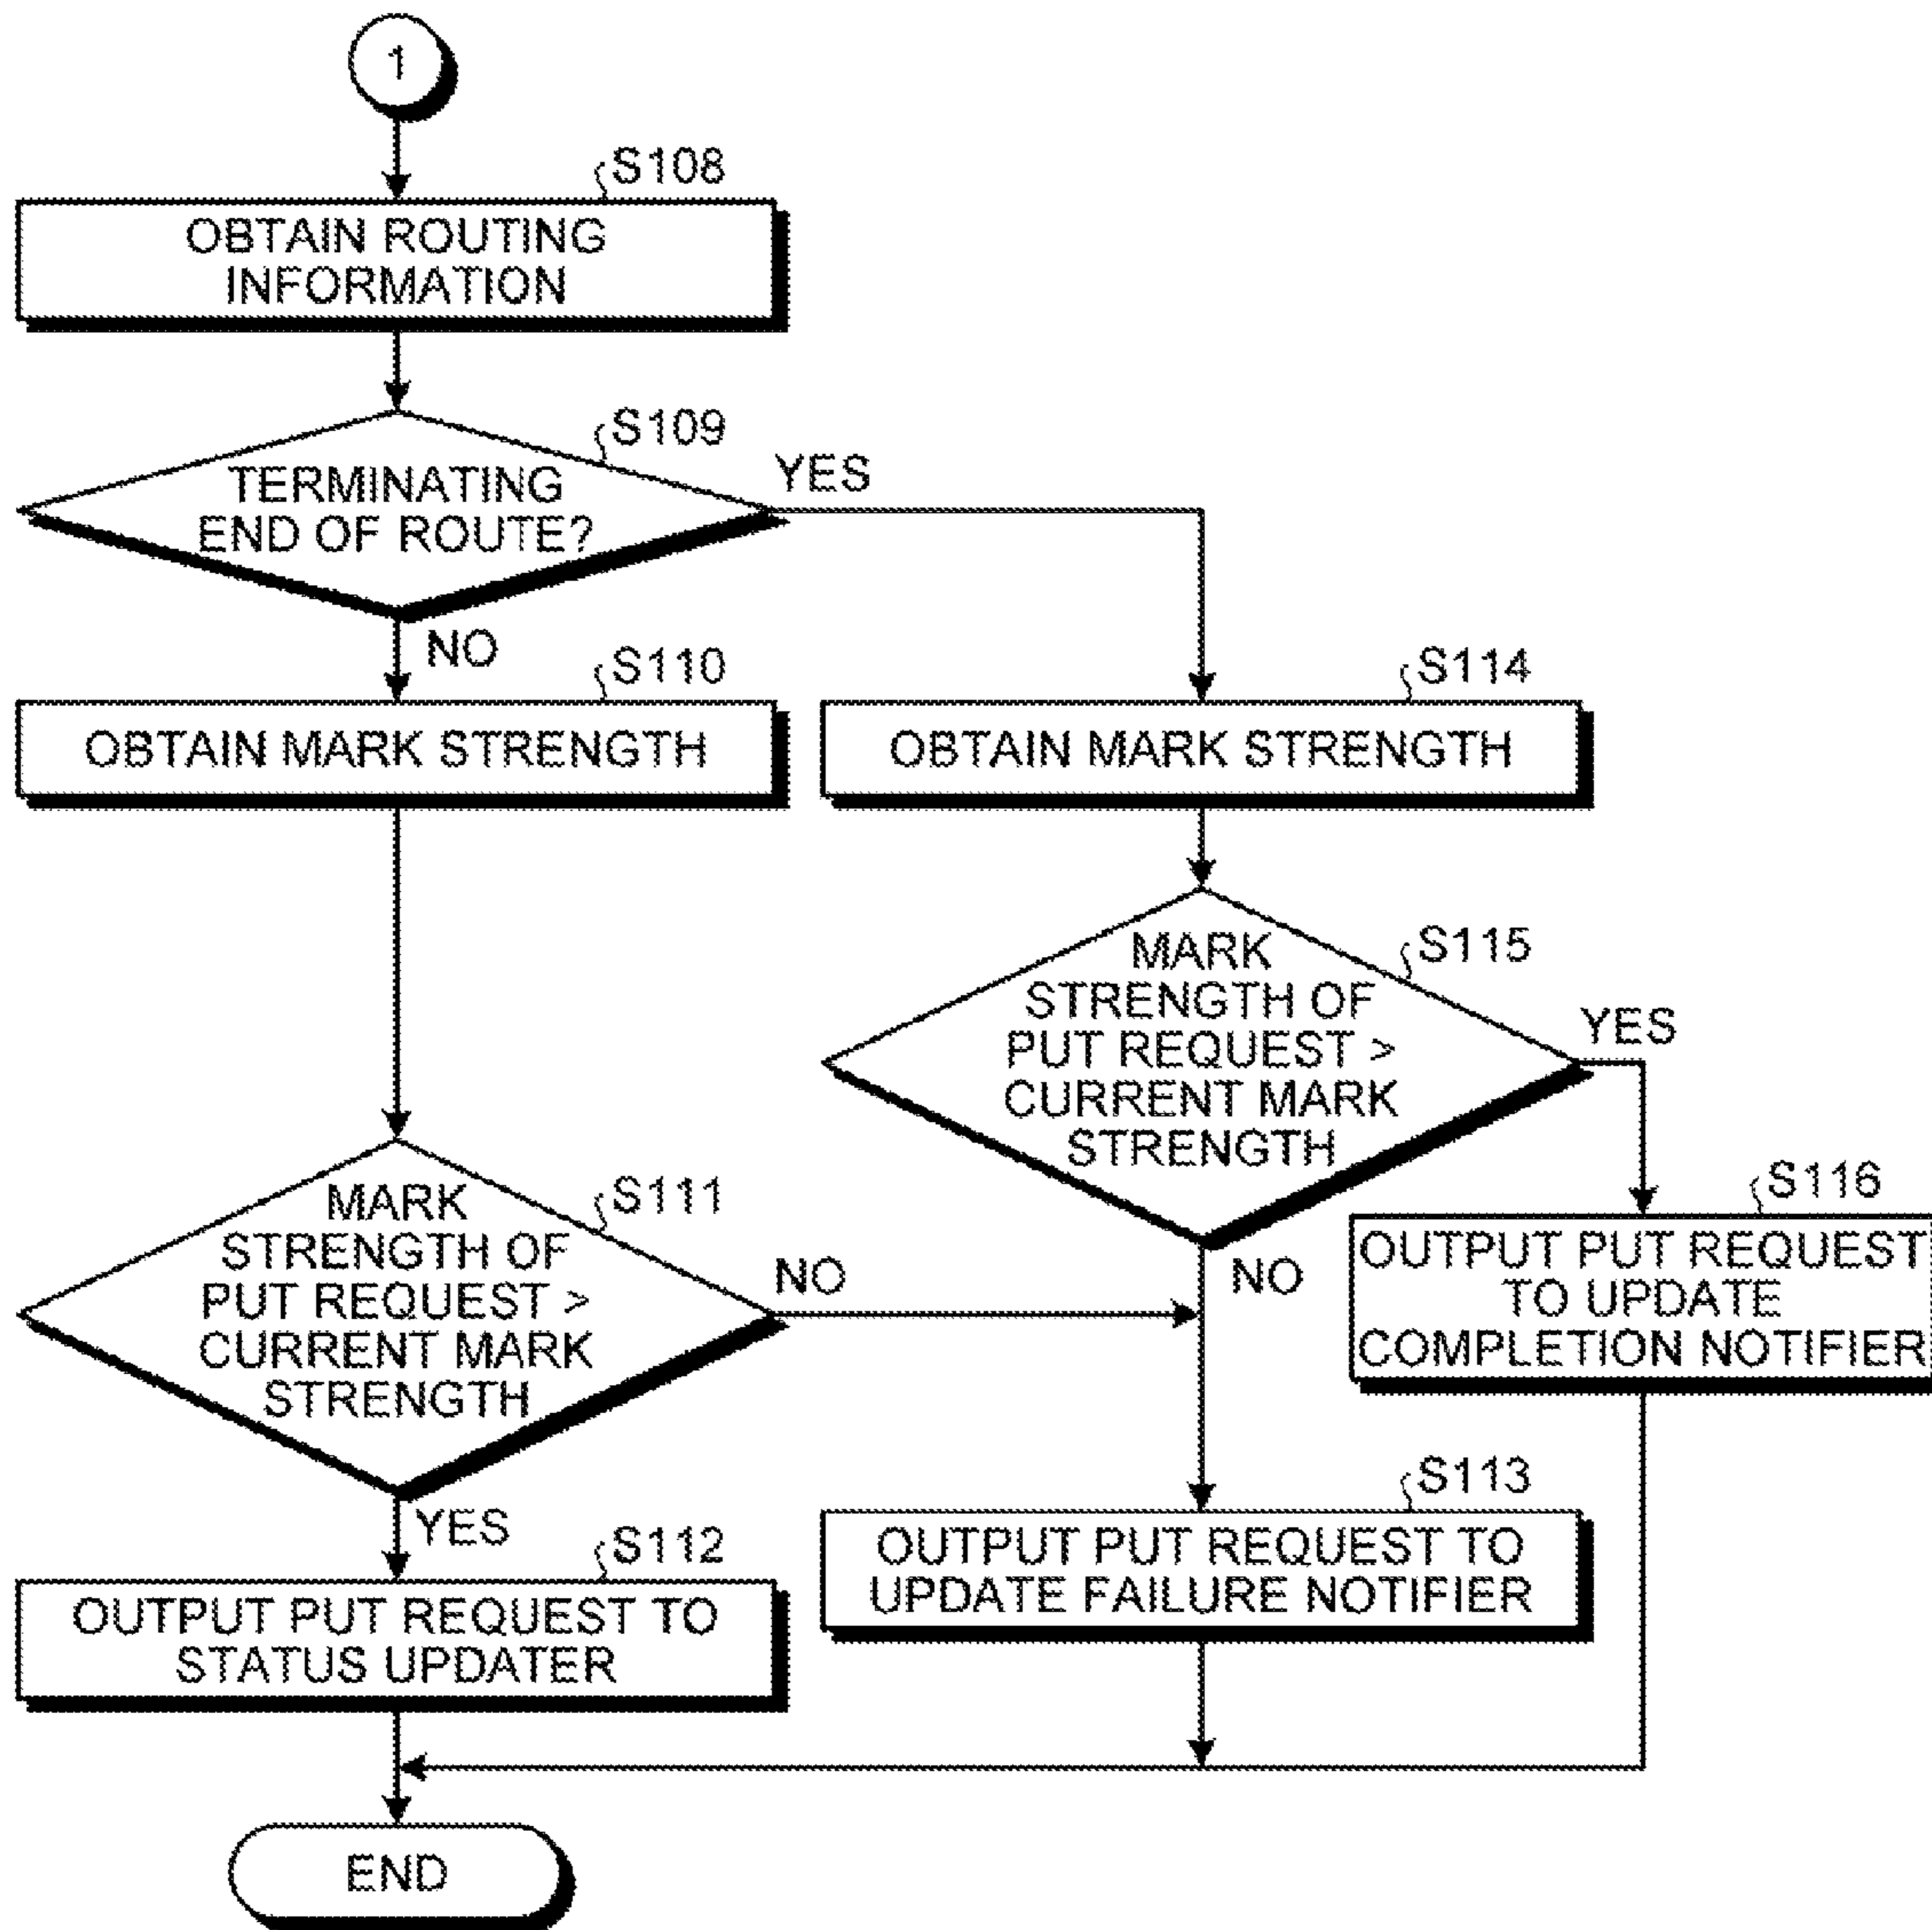 1
S108
OBTAIN ROUTING
INFORMATION
S109
TERMINATING
END OF ROUTE?
YES
NO
S110
OBTAIN MARK STRENGTH
S114
OBTAIN MARK STRENGTH
S115
MARK
STRENGTH OF
PUT REQUEST >
CURRENT MARK
STRENGTH
YES
NO
S111
MARK
STRENGTH OF
PUT REQUEST >
CURRENT MARK
STRENGTH
NO
YES
S116
OUTPUT PUT REQUEST
TO UPDATE
COMPLETION NOTIFIER
S112
OUTPUT PUT REQUEST TO
STATUS UPDATER
S113
OUTPUT PUT REQUEST TO
UPDATE FAILURE NOTIFIER
END